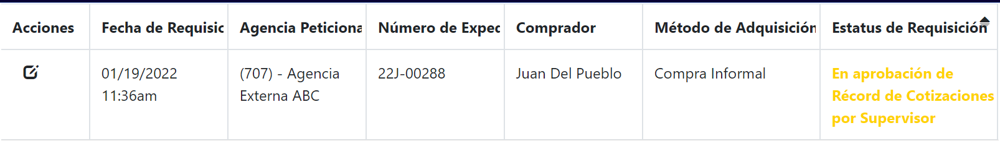 Acciones Fecha de Requisic Agencia Peticiona Número de Exped Comprador Método de Adquisición Estatus de Requisición
01/19/2022 (707) - Agencia 22J-00288 Juan Del Pueblo Compra Informal En aprobación de
11:36am Externa ABC Récord de Cotizaciones
por Supervisor